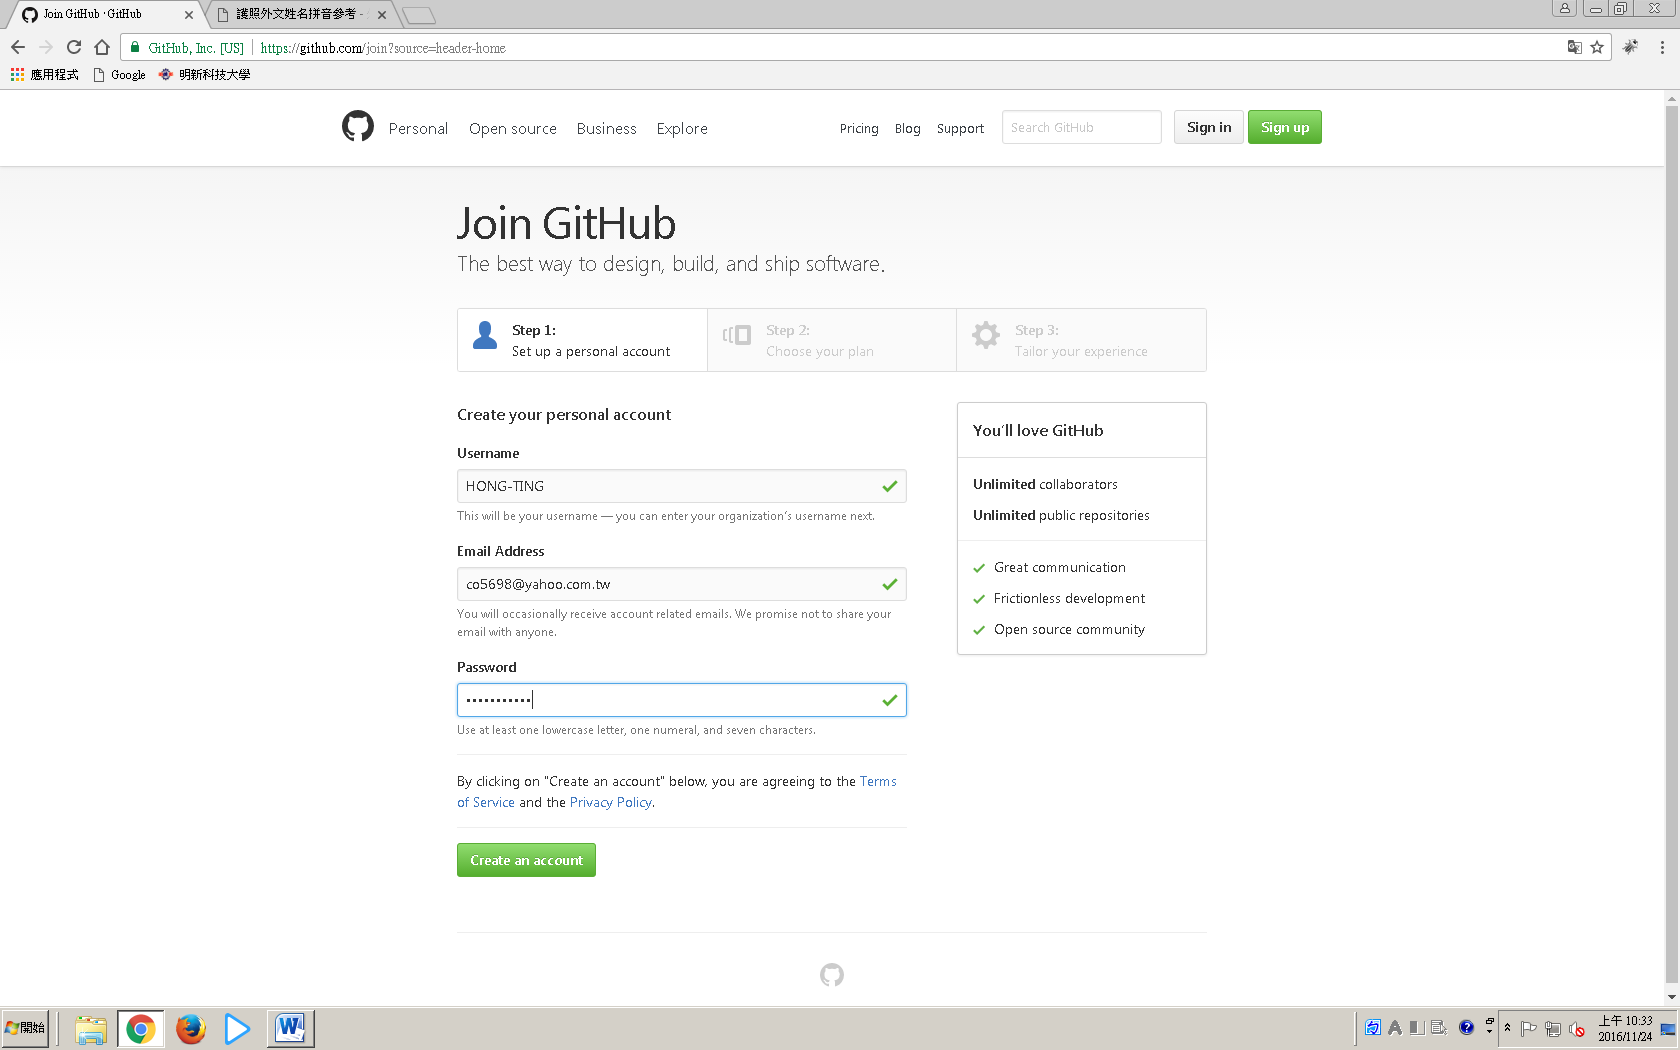 Join GitHub · GitHub
護照外文姓名拼音參考 -
GitHub, Inc. [US]
https://github.com/join?source=header-home
應用程式
Google
明新科技大學
Personal
Open source
Business
Explore
Pricing
Blog
Support
Search GitHub
Sign in
Sign up
Join GitHub
The best way to design, build, and ship software.
Step 1:
Set up a personal account
Step 2:
Choose your plan
Step 3:
Tailor your experience
Create your personal account
Username
HONG-TING
This will be your username — you can enter your organization's username next.
Email Address
co5698@yahoo.com.tw
You will occasionally receive account related emails. We promise not to share your
email with anyone.
Password
Use at least one lowercase letter, one numeral, and seven characters.
By clicking on "Create an account" below, you are agreeing to the Terms
of Service and the Privacy Policy.
Create an account
You'll love GitHub
Unlimited collaborators
Unlimited public repositories
Great communication
Frictionless development
Open source community
開始
上午 10:33
2016/11/24